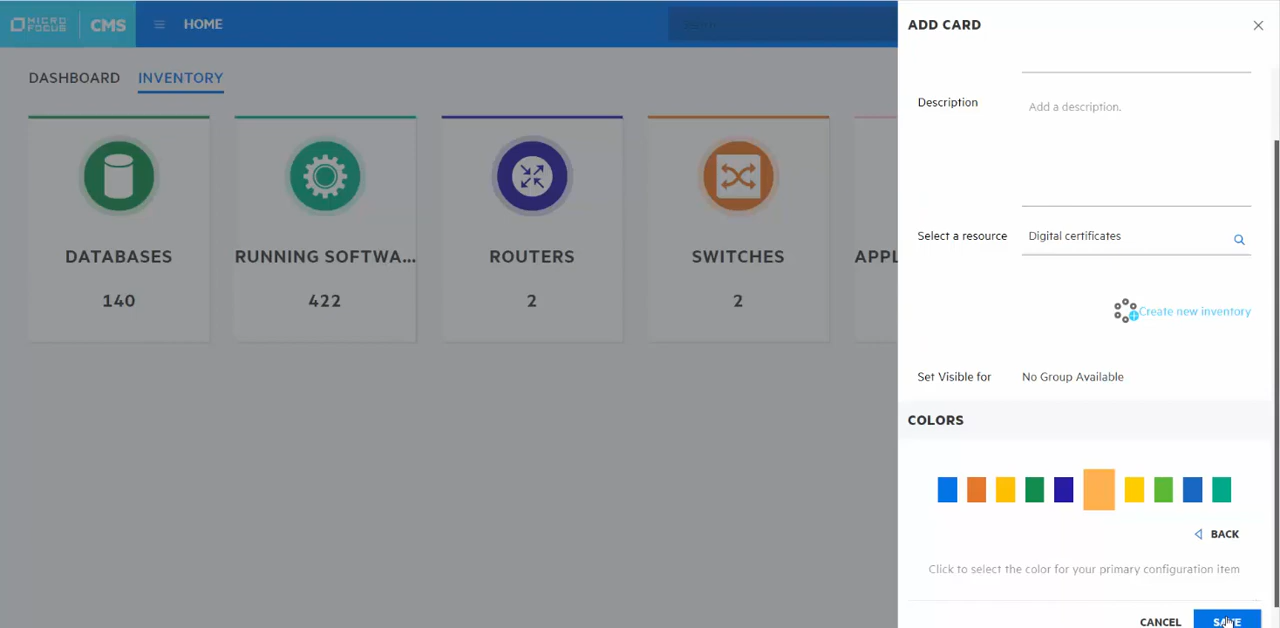 MICRO FOCUS CMS HOME
ADD CARD
DASHBOARD INVENTORY
DATABASES
140
RUNNING SOFTWA...
422
ROUTERS
2
SWITCHES
2
APPL
Description Add a description.
Select a resource Digital certificates
Create new inventory
Set Visible for No Group Available
COLORS
BACK
Click to select the color for your primary configuration item
CANCEL SAVE